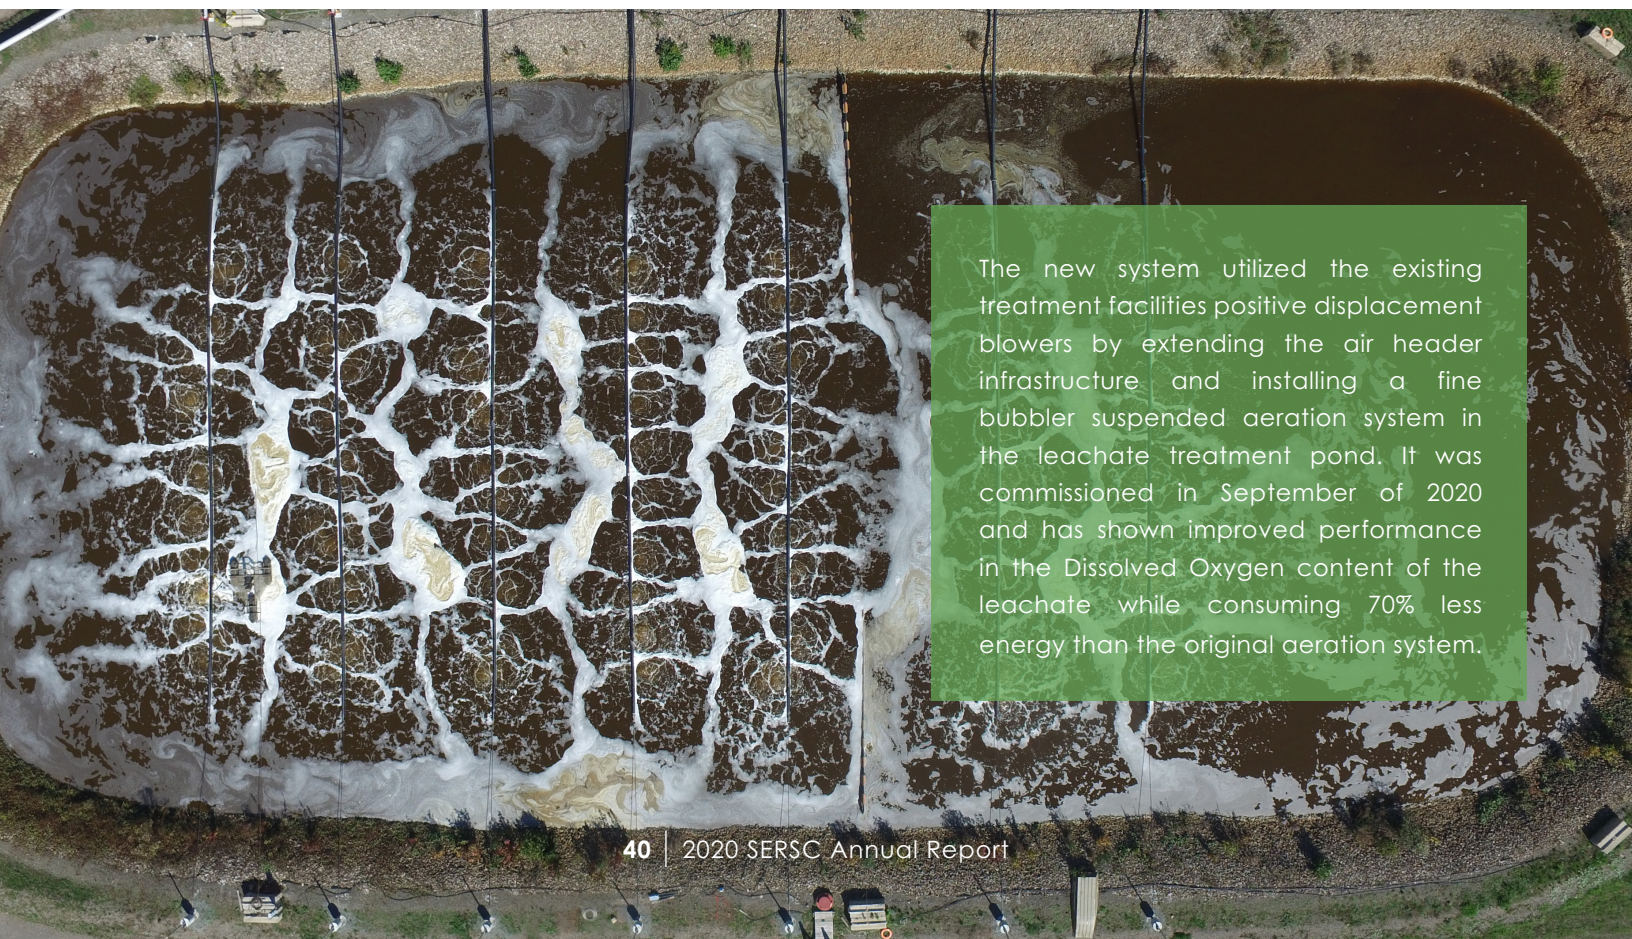 The new system utilized the existing
treatment facilities positive displacement
blowers by extending the air header
infrastructure and installing a fine
bubbler suspended aeration system in
the leachate treatment pond. It was
commissioned in September of 2020
and has shown improved performance
in the Dissolved Oxygen content of the
leachate while consuming 70% less
energy than the original aeration system.
40 | 2020 SERSC Annual Report